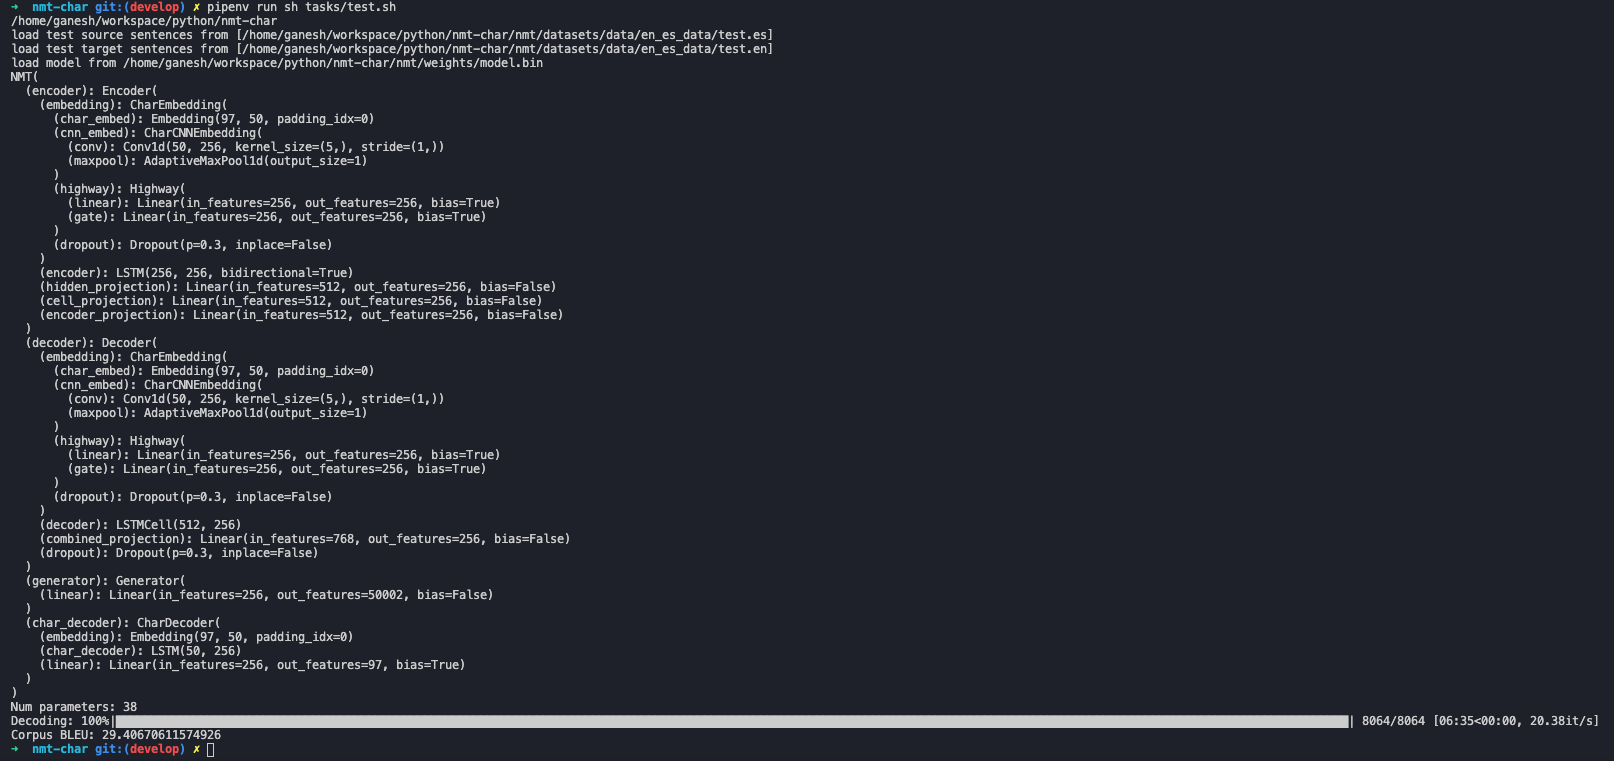 ➜  nmt-char git:(develop) ✗ pipenv run sh tasks/test.sh
/home/ganesh/workspace/python/nmt-char
load test source sentences from [/home/ganesh/workspace/python/nmt-char/nmt/datasets/data/en_es_data/test.es]
load test target sentences from [/home/ganesh/workspace/python/nmt-char/nmt/datasets/data/en_es_data/test.en]
load model from /home/ganesh/workspace/python/nmt-char/nmt/weights/model.bin
NMT(
  (encoder): Encoder(
    (embedding): CharEmbedding(
      (char_embed): Embedding(97, 50, padding_idx=0)
      (cnn_embed): CharCNNEmbedding(
        (conv): Conv1d(50, 256, kernel_size=(5,), stride=(1,))
        (maxpool): AdaptiveMaxPool1d(output_size=1)
      )
      (highway): Highway(
        (linear): Linear(in_features=256, out_features=256, bias=True)
        (gate): Linear(in_features=256, out_features=256, bias=True)
      )
      (dropout): Dropout(p=0.3, inplace=False)
    )
    (encoder): LSTM(256, 256, bidirectional=True)
    (hidden_projection): Linear(in_features=512, out_features=256, bias=False)
    (cell_projection): Linear(in_features=512, out_features=256, bias=False)
    (encoder_projection): Linear(in_features=512, out_features=256, bias=False)
  )
  (decoder): Decoder(
    (embedding): CharEmbedding(
      (char_embed): Embedding(97, 50, padding_idx=0)
      (cnn_embed): CharCNNEmbedding(
        (conv): Conv1d(50, 256, kernel_size=(5,), stride=(1,))
        (maxpool): AdaptiveMaxPool1d(output_size=1)
      )
      (highway): Highway(
        (linear): Linear(in_features=256, out_features=256, bias=True)
        (gate): Linear(in_features=256, out_features=256, bias=True)
      )
      (dropout): Dropout(p=0.3, inplace=False)
    )
    (decoder): LSTMCell(512, 256)
    (combined_projection): Linear(in_features=768, out_features=256, bias=False)
    (dropout): Dropout(p=0.3, inplace=False)
  )
  (generator): Generator(
    (linear): Linear(in_features=256, out_features=50002, bias=False)
  )
  (char_decoder): CharDecoder(
    (embedding): Embedding(97, 50, padding_idx=0)
    (char_decoder): LSTM(50, 256)
    (linear): Linear(in_features=256, out_features=97, bias=True)
  )
)
Num parameters: 38
Decoding: 100%| | 8064/8064 [06:35<00:00, 20.38it/s]
Corpus BLEU: 29.40670611574926
➜  nmt-char git:(develop) ✗